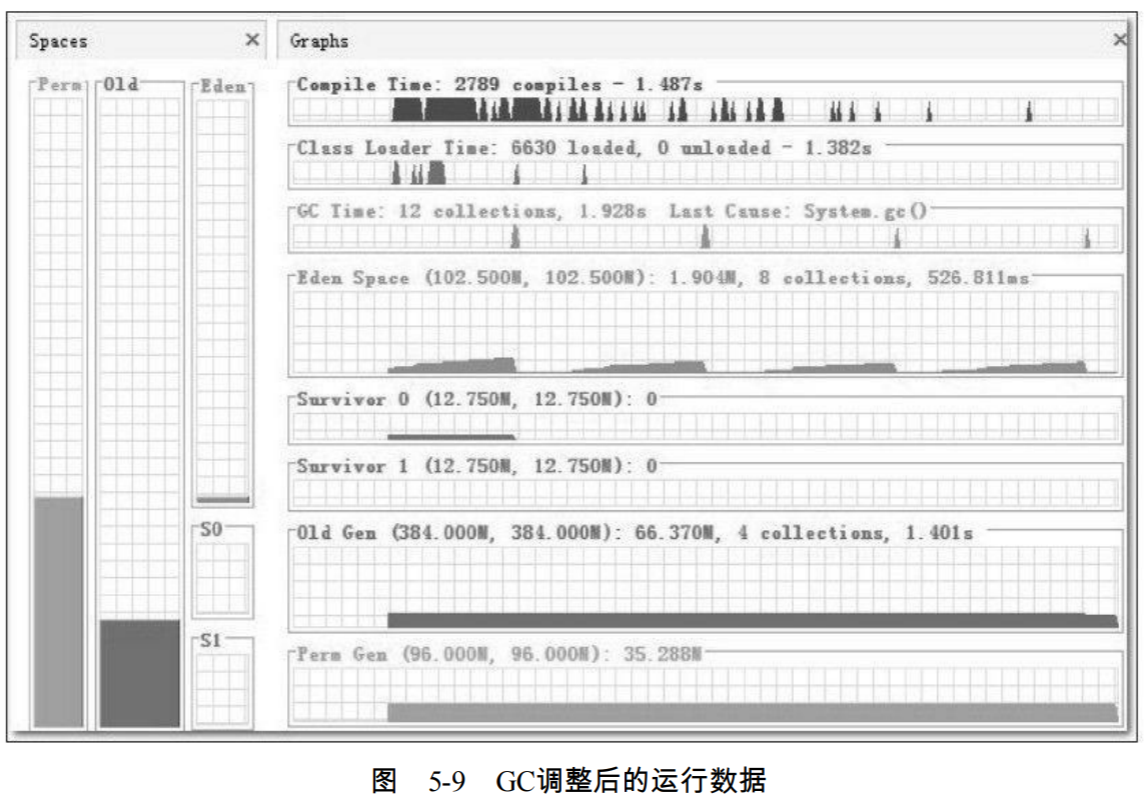 Spaces × Graphs ×
Perm Old Eden
Compile Time: 2789 compiles - 1.487s
Class Loader Time: 6630 loaded, 0 unloaded - 1.382s
GC Time: 12 collections, 1.928s Last Cause: System.gc()
Eden Space (102.500M, 102.500M): 1.904M, 8 collections, 526.811ms
Survivor 0 (12.750M, 12.750M): 0
Survivor 1 (12.750M, 12.750M): 0
S0
Old Gen (384.000M, 384.000M): 66.370M, 4 collections, 1.401s
S1
Perm Gen (96.000M, 96.000M): 35.288M
图 5-9 GC调整后的运行数据